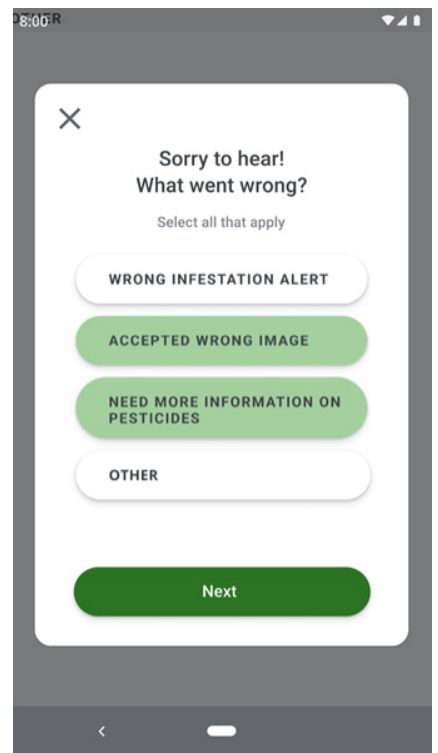 8:00
OTHER
Sorry to hear!
What went wrong?
Select all that apply
WRONG INFESTATION ALERT
ACCEPTED WRONG IMAGE
NEED MORE INFORMATION ON
PESTICIDES
OTHER
Next